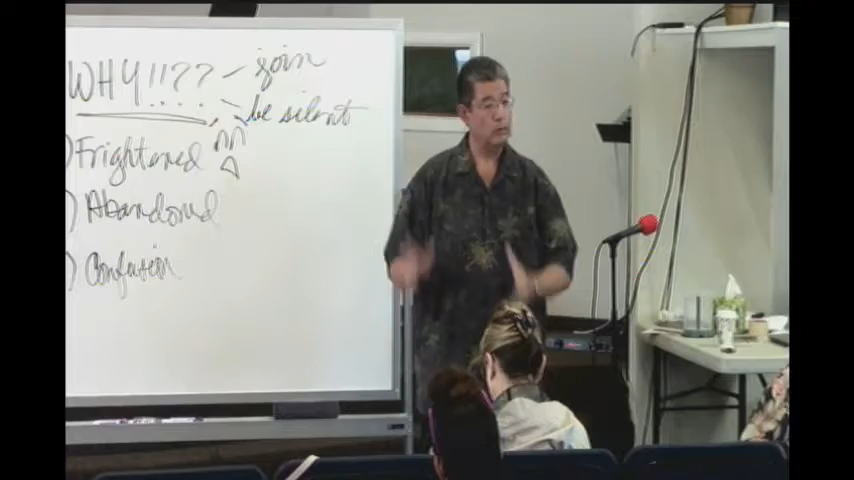 WHY!!?? – join
– be silent
) Frightened
) Abandoned
) Confusion